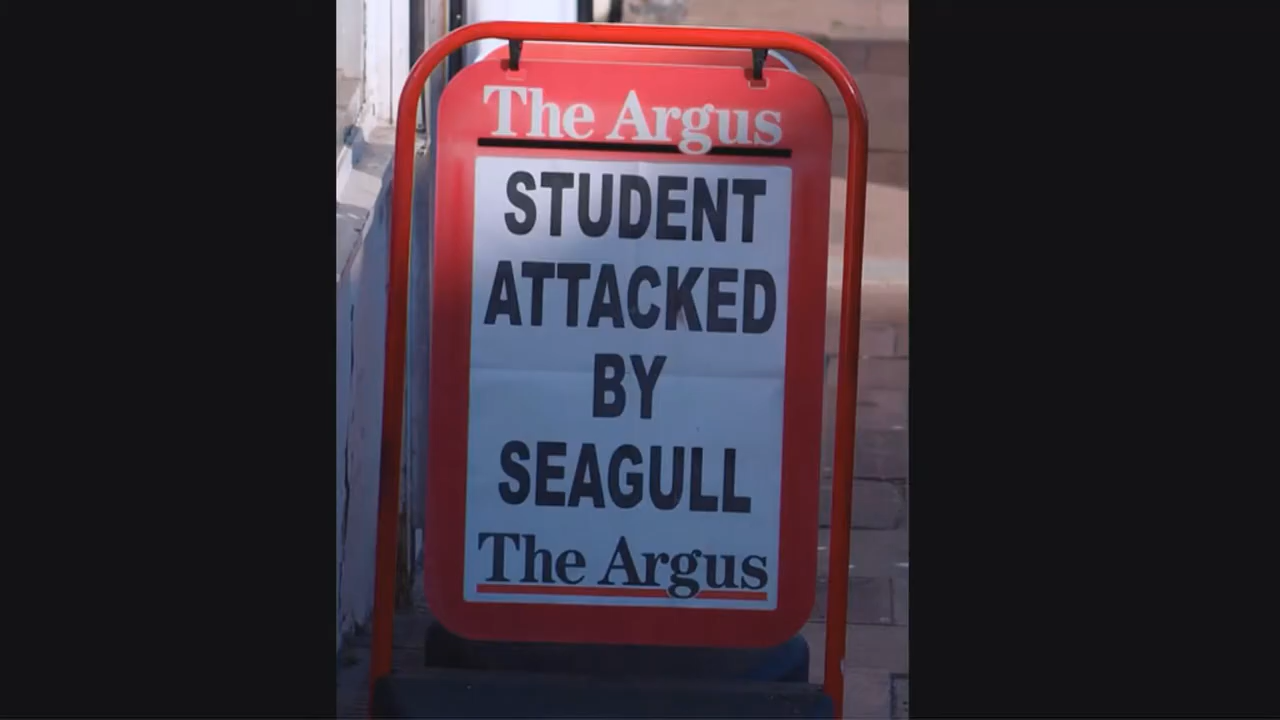 The Argus
STUDENT
ATTACKED
BY
SEAGULL
The Argus